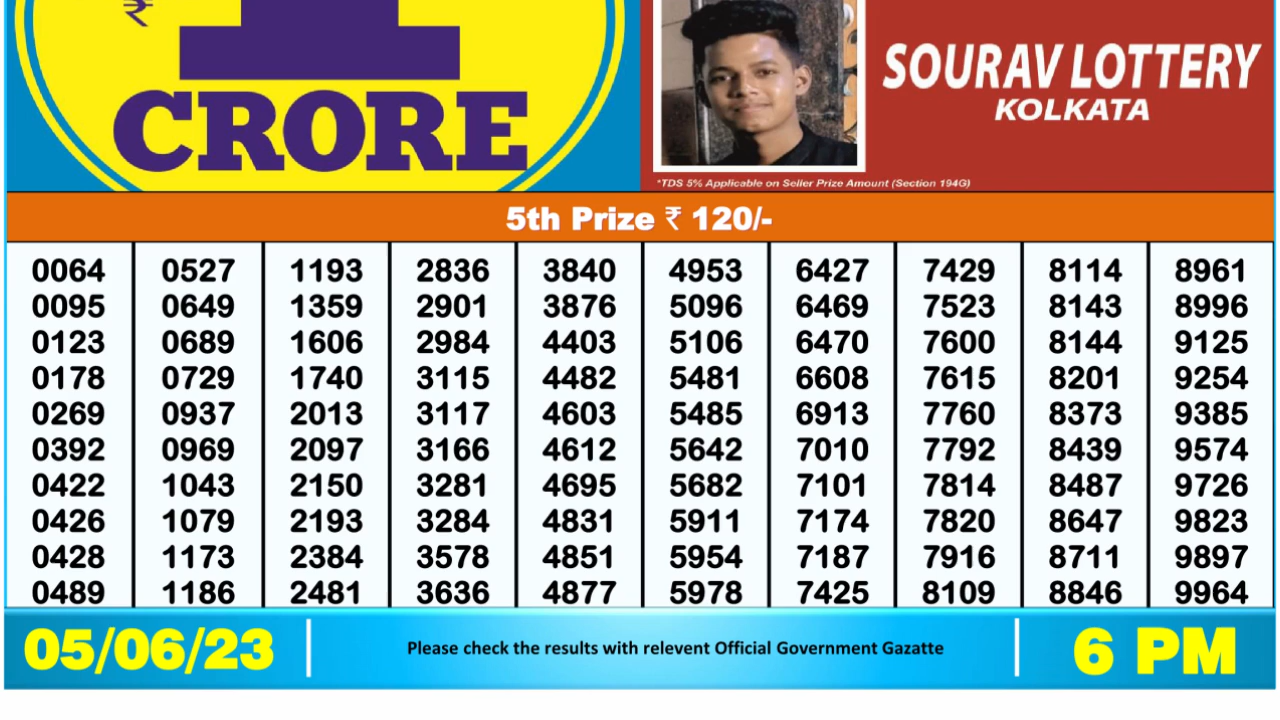 ₹ 1
CRORE
SOURAV LOTTERY
KOLKATA
*TDS 5% Applicable on Seller Prize Amount (Section 194G)
5th Prize ₹ 120/-
0064 0527 1193 2836 3840 4953 6427 7429 8114 8961
0095 0649 1359 2901 3876 5096 6469 7523 8143 8996
0123 0689 1606 2984 4403 5106 6470 7600 8144 9125
0178 0729 1740 3115 4482 5481 6608 7615 8201 9254
0269 0937 2013 3117 4603 5485 6913 7760 8373 9385
0392 0969 2097 3166 4612 5642 7010 7792 8439 9574
0422 1043 2150 3281 4695 5682 7101 7814 8487 9726
0426 1079 2193 3284 4831 5911 7174 7820 8647 9823
0428 1173 2384 3578 4851 5954 7187 7916 8711 9897
0489 1186 2481 3636 4877 5978 7425 8109 8846 9964
05/06/23
Please check the results with relevent Official Government Gazatte
6 PM